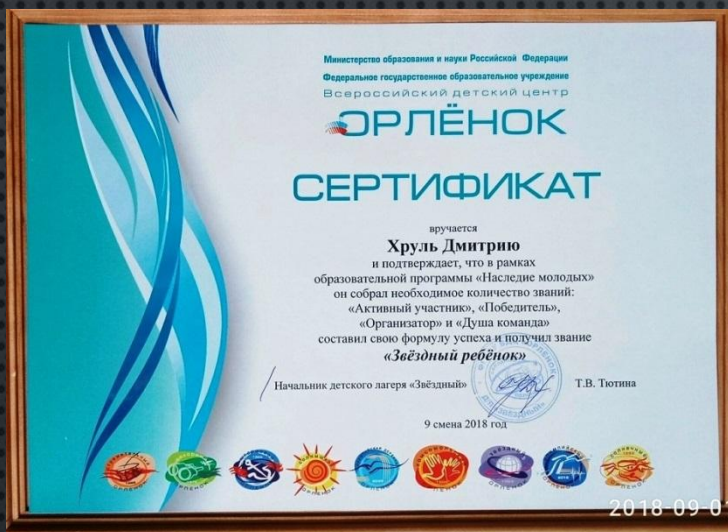 Министерство образования и науки Российской Федерации
Федеральное государственное образовательное учреждение
Всероссийский детский центр
ОРЛЁНОК
СЕРТИФИКАТ
вручается
Хруль Дмитрию
и подтверждает, что в рамках
образовательной программы «Наследие молодых»
он собрал необходимое количество званий:
«Активный участник», «Победитель»,
«Организатор» и «Душа команда»
составил свою формулу успеха и получил звание
«Звёздный ребёнок»
Начальник детского лагеря «Звёздный» Т.В. Тютина
9 смена 2018 год
2018-09-0